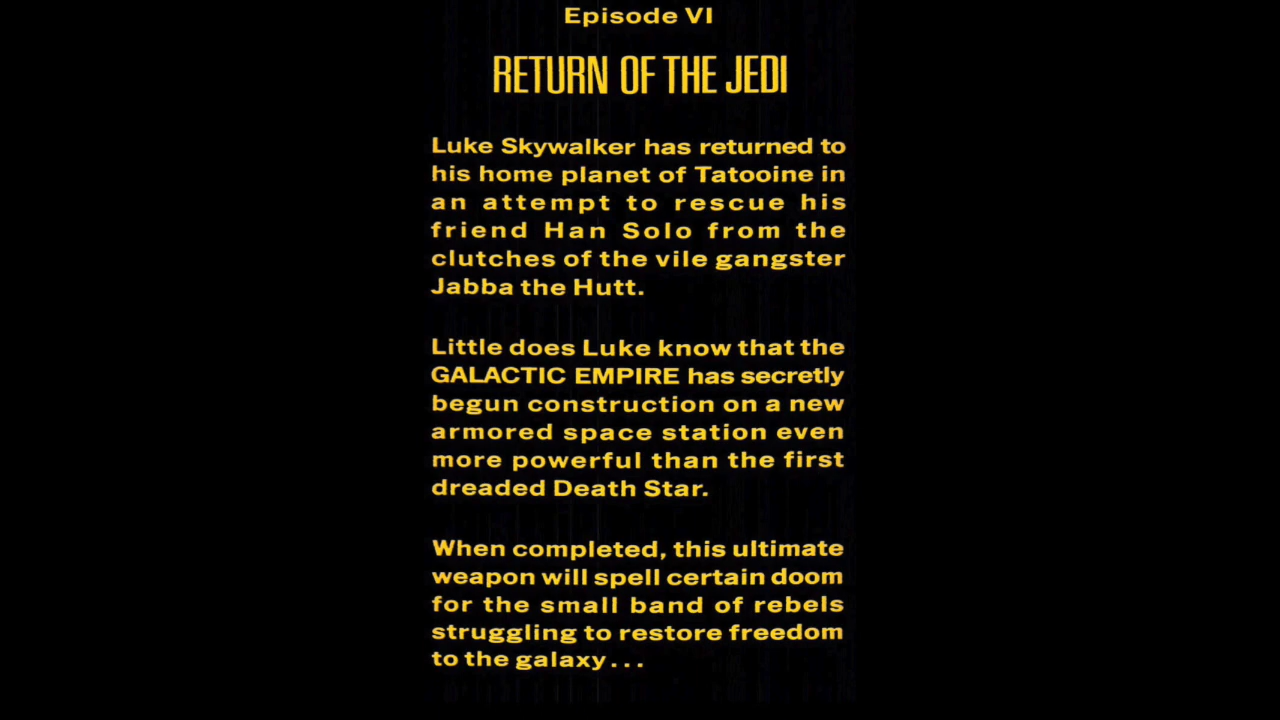 Episode VI
RETURN OF THE JEDI
Luke Skywalker has returned to
his home planet of Tatooine in
an attempt to rescue his
friend Han Solo from the
clutches of the vile gangster
Jabba the Hutt.
Little does Luke know that the
GALACTIC EMPIRE has secretly
begun construction on a new
armored space station even
more powerful than the first
dreaded Death Star.
When completed, this ultimate
weapon will spell certain doom
for the small band of rebels
struggling to restore freedom
to the galaxy...